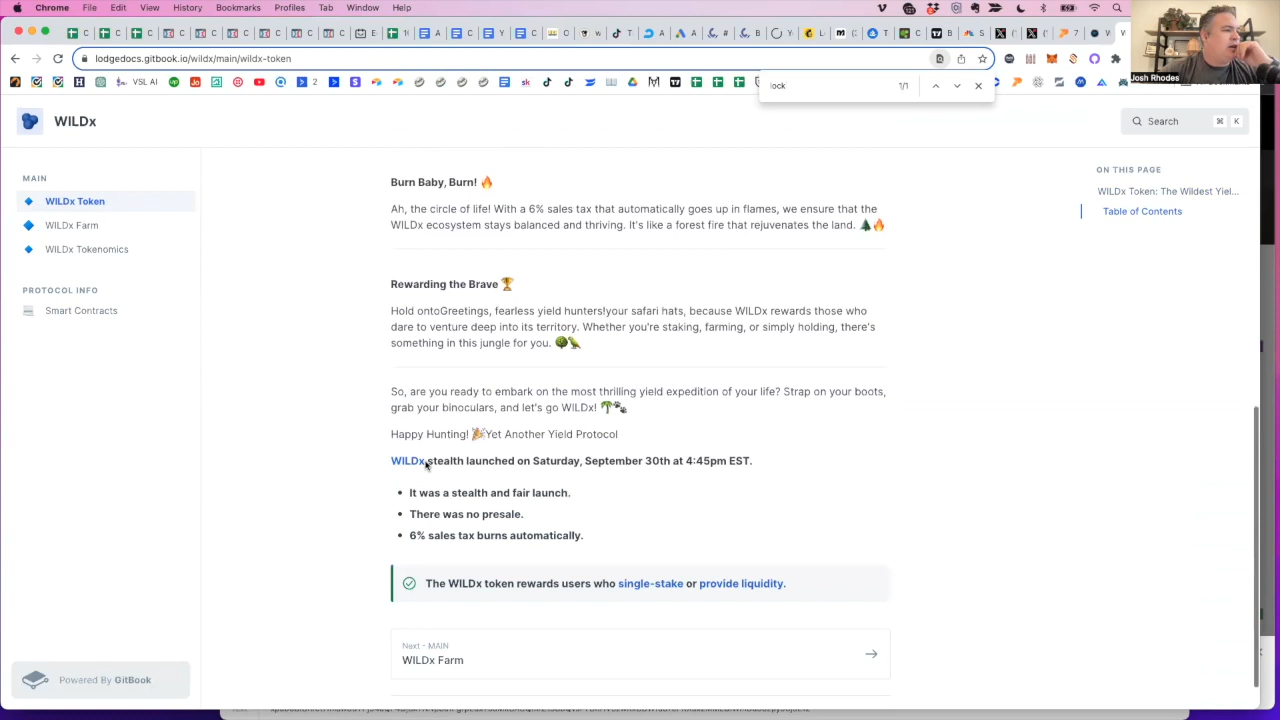 Chrome File Edit View History Bookmarks Profiles Tab Window Help
lodgedocs.gitbook.io/wildx/main/wildx-token
Josh Rhodes
VSL AI
lock 1/1
WILDx
Search ⌘ K
MAIN
WILDx Token
WILDx Farm
WILDx Tokenomics
PROTOCOL INFO
Smart Contracts
Powered By GitBook
Burn Baby, Burn! 🔥
Ah, the circle of life! With a 6% sales tax that automatically goes up in flames, we ensure that the
WILDx ecosystem stays balanced and thriving. It's like a forest fire that rejuvenates the land. 🌲🔥
Rewarding the Brave 🏆
Hold ontoGreetings, fearless yield hunters!your safari hats, because WILDx rewards those who
dare to venture deep into its territory. Whether you're staking, farming, or simply holding, there's
something in this jungle for you. 🌳🦜
So, are you ready to embark on the most thrilling yield expedition of your life? Strap on your boots,
grab your binoculars, and let's go WILDx! 🌴🐾
Happy Hunting! 🎉Yet Another Yield Protocol
WILDx stealth launched on Saturday, September 30th at 4:45pm EST.
• It was a stealth and fair launch.
• There was no presale.
• 6% sales tax burns automatically.
The WILDx token rewards users who single-stake or provide liquidity.
Next - MAIN
WILDx Farm
ON THIS PAGE
WILDx Token: The Wildest Yiel...
Table of Contents